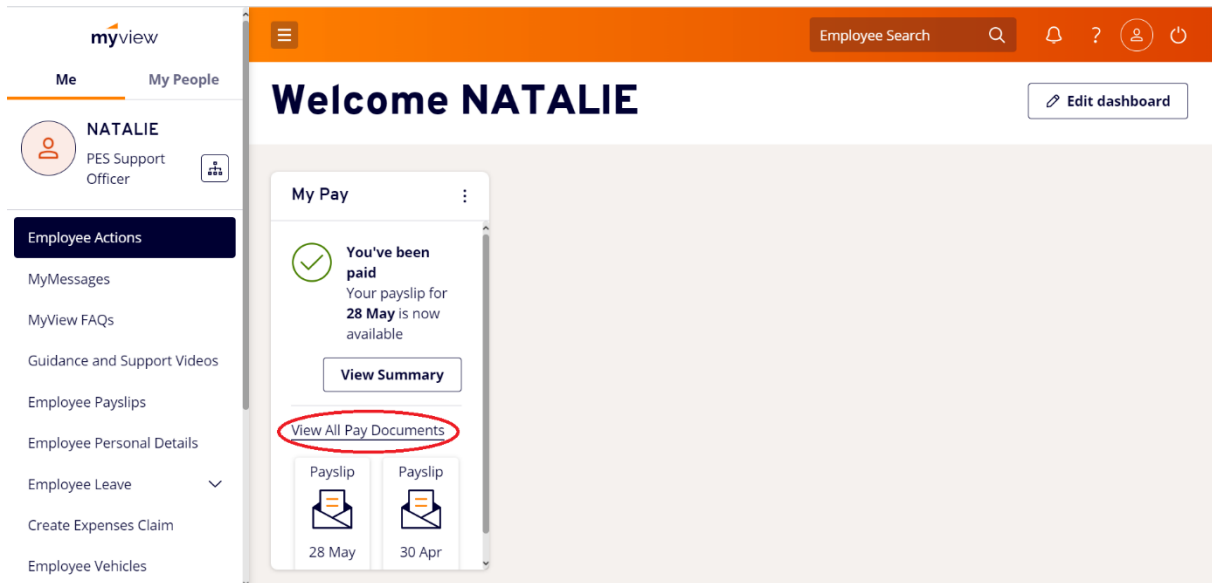 myview
Me
My People
NATALIE
PES Support
Officer
Employee Actions
MyMessages
MyView FAQs
Guidance and Support Videos
Employee Payslips
Employee Personal Details
Employee Leave
Create Expenses Claim
Employee Vehicles
Employee Search
?
Welcome NATALIE
Edit dashboard
My Pay
You've been
paid
Your payslip for
28 May is now
available
View Summary
View All Pay Documents
Payslip
28 May
Payslip
30 Apr